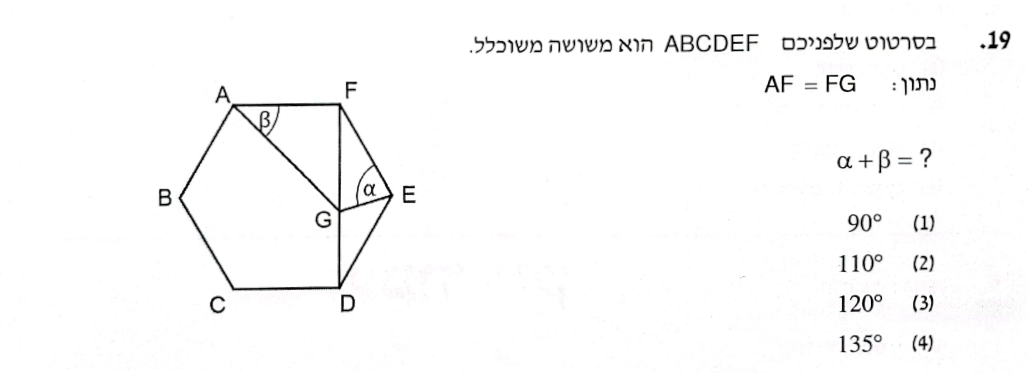 19. בסרטוט שלפניכם ABCDEF הוא משושה משוכלל.
נתון: AF = FG
α + β = ?
(1) 90°
(2) 110°
(3) 120°
(4) 135°
A
F
β
α
B
E
G
C
D